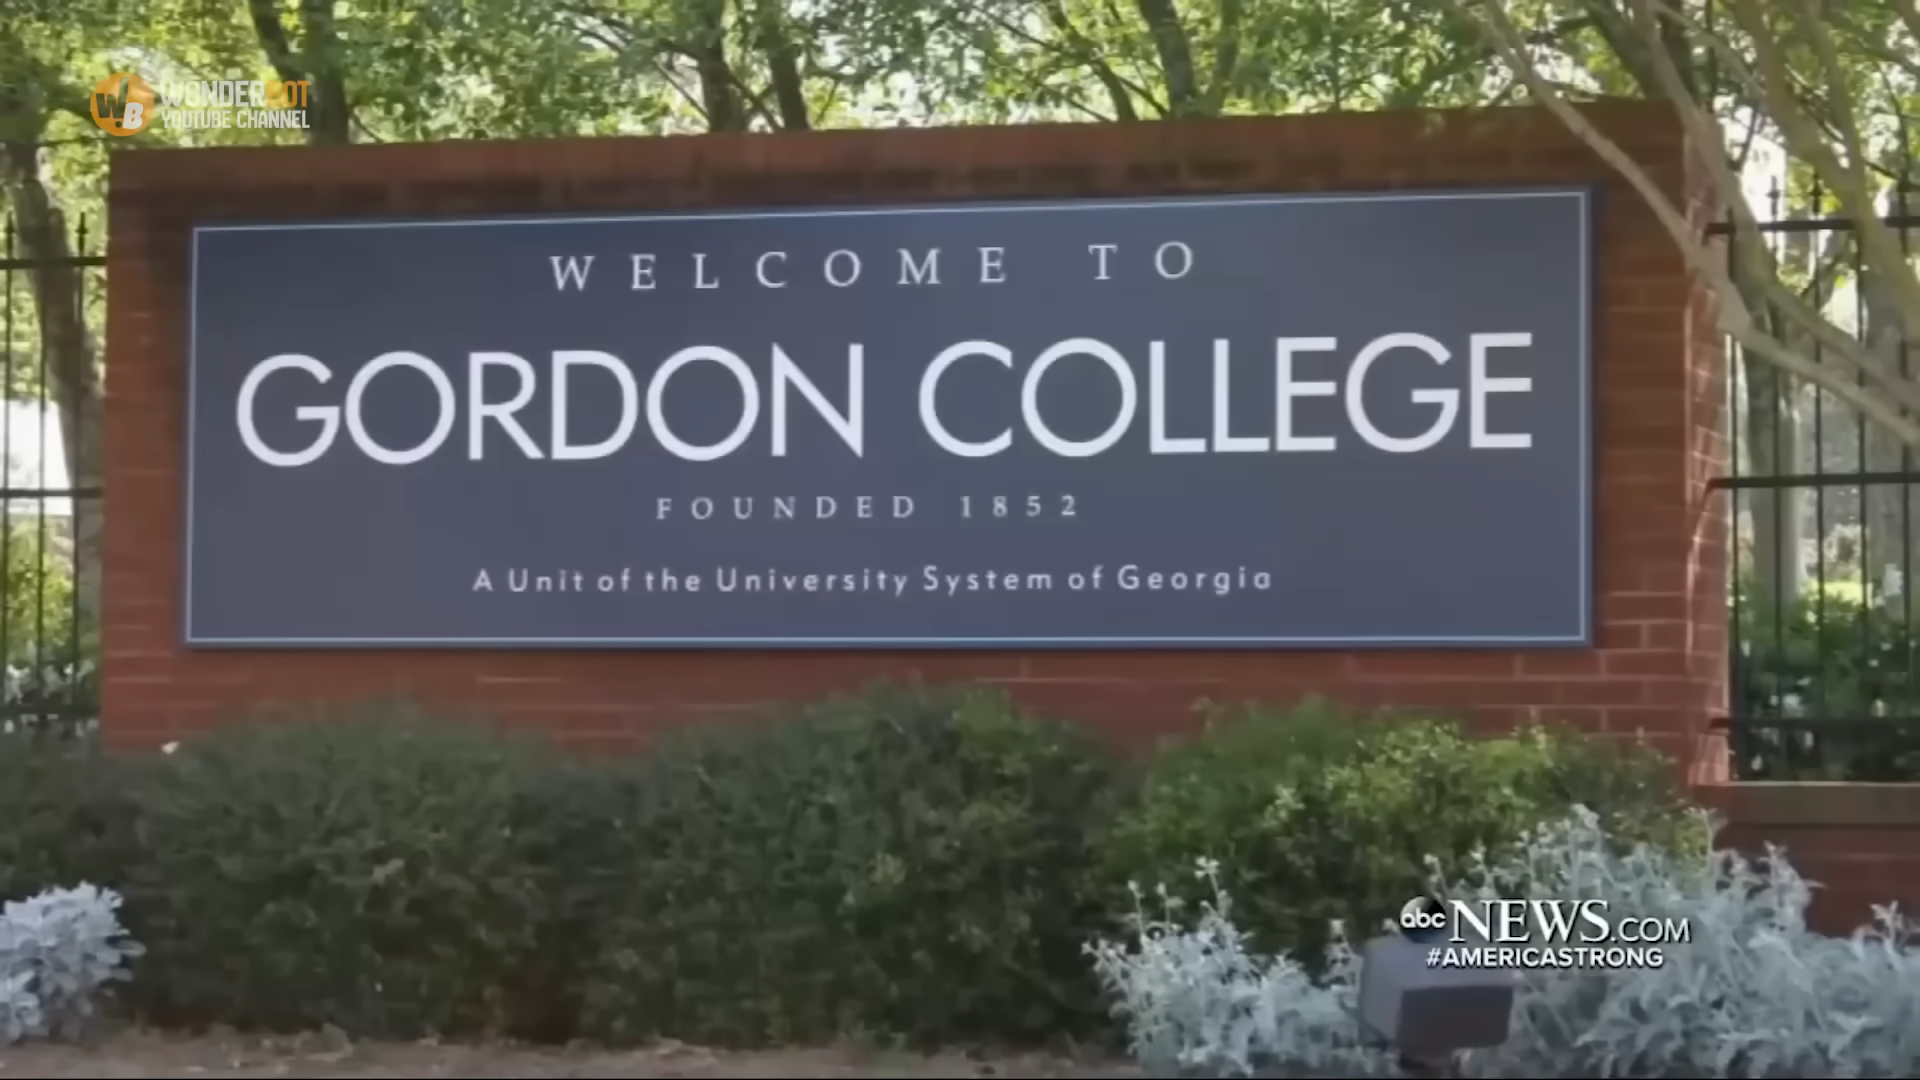 WB WONDERBOT
YOUTUBE CHANNEL
WELCOME TO
GORDON COLLEGE
FOUNDED 1852
A Unit of the University System of Georgia
abc NEWS.COM
#AMERICASTRONG